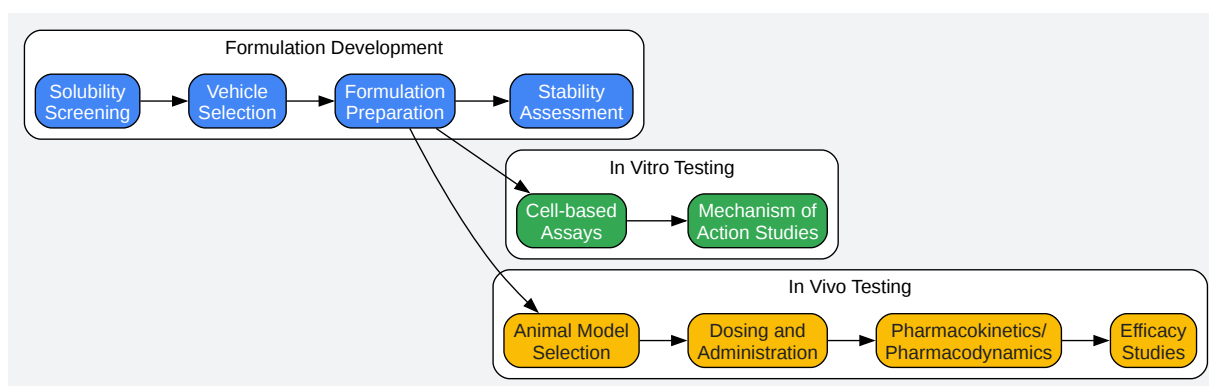 Formulation Development
Solubility
Screening
Vehicle
Selection
Formulation
Preparation
Stability
Assessment
In Vitro Testing
Cell-based
Assays
Mechanism of
Action Studies
In Vivo Testing
Animal Model
Selection
Dosing and
Administration
Pharmacokinetics/
Pharmacodynamics
Efficacy
Studies